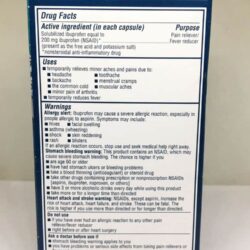 Drug Facts
Active ingredient (in each capsule) Purpose
Solubilized ibuprofen equal to Pain reliever/
200 mg ibuprofen (NSAID)* Fever reducer
(present as the free acid and potassium salt)
*nonsteroidal anti-inflammatory drug
Uses
■ temporarily relieves minor aches and pains due to:
■ headache ■ toothache
■ backache ■ menstrual cramps
■ the common cold ■ muscular aches
■ minor pain of arthritis
■ temporarily reduces fever
Warnings
Allergy alert: Ibuprofen may cause a severe allergic reaction, especially in
people allergic to aspirin. Symptoms may include:
■ hives ■ facial swelling
■ asthma (wheezing)
■ shock ■ skin reddening
■ rash ■ blisters
If an allergic reaction occurs, stop use and seek medical help right away.
Stomach bleeding warning: This product contains an NSAID, which may
cause severe stomach bleeding. The chance is higher if you
■ are age 60 or older
■ have had stomach ulcers or bleeding problems
■ take a blood thinning (anticoagulant) or steroid drug
■ take other drugs containing prescription or nonprescription NSAIDs
(aspirin, ibuprofen, naproxen, or others)
■ have 3 or more alcoholic drinks every day while using this product
■ take more or for a longer time than directed
Heart attack and stroke warning: NSAIDs, except aspirin, increase the
risk of heart attack, heart failure, and stroke. These can be fatal. The
risk is higher if you use more than directed or for longer than directed.
Do not use
■ if you have ever had an allergic reaction to any other pain
reliever/fever reducer
■ right before or after heart surgery
Ask a doctor before use if
■ stomach bleeding warning applies to you
■ you have problems or serious side effects from taking pain relievers or